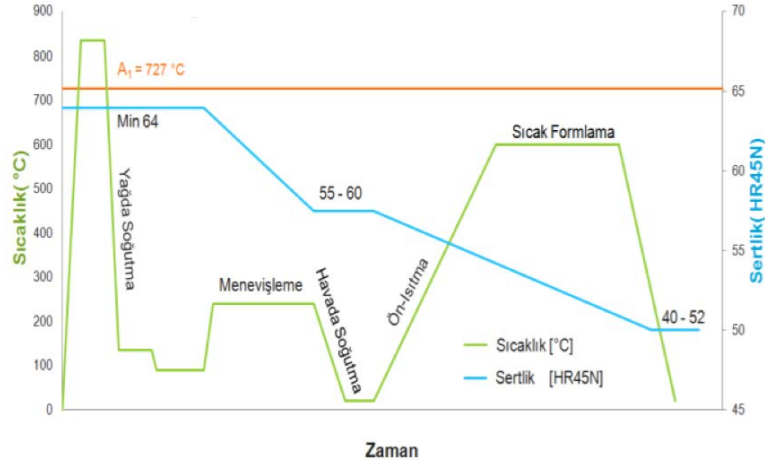 900
800
700
600
500
400
300
200
100
0
Sıcaklık( °C)
70
65
60
55
50
45
Sertlik( HR45N)
A₁ = 727 °C
Min 64
Yağda Soğutma
55 - 60
Menevişleme
Havada Soğutma
Ön-Isıtma
Sıcak Formlama
40 - 52
Sıcaklık [°C]
Sertlik [HR45N]
Zaman